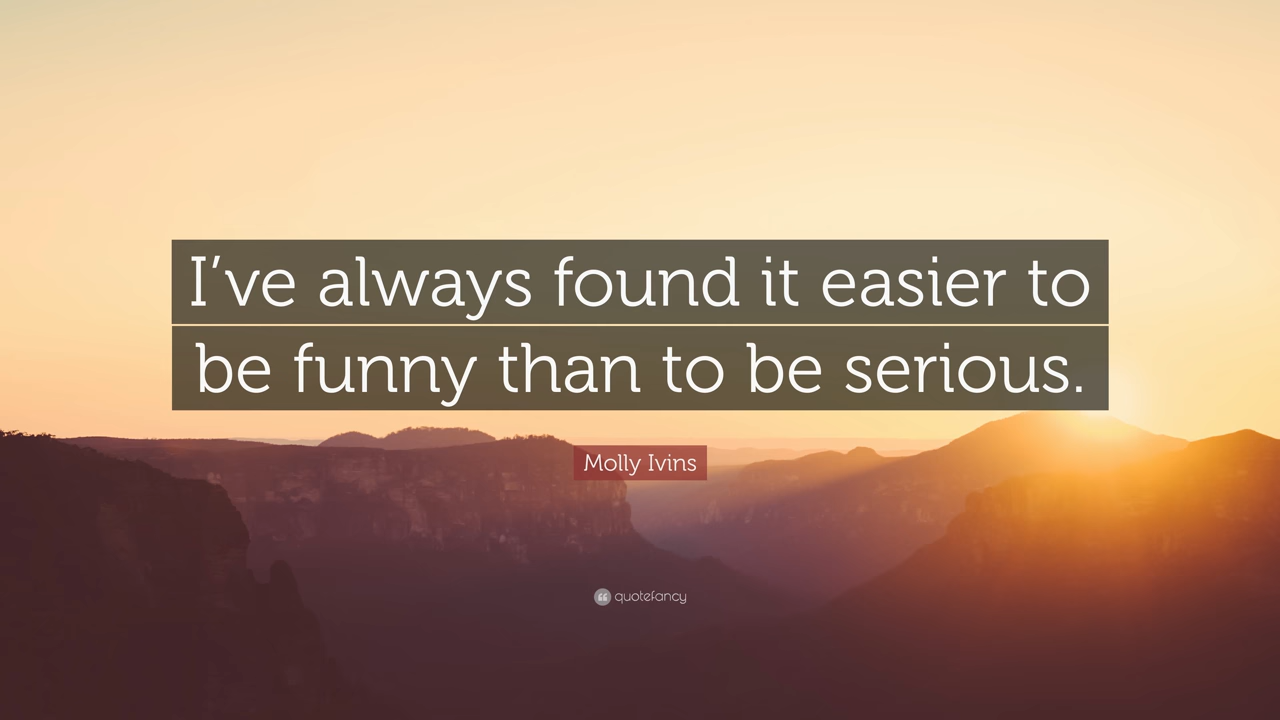 I’ve always found it easier to
be funny than to be serious.
Molly Ivins
quotefancy